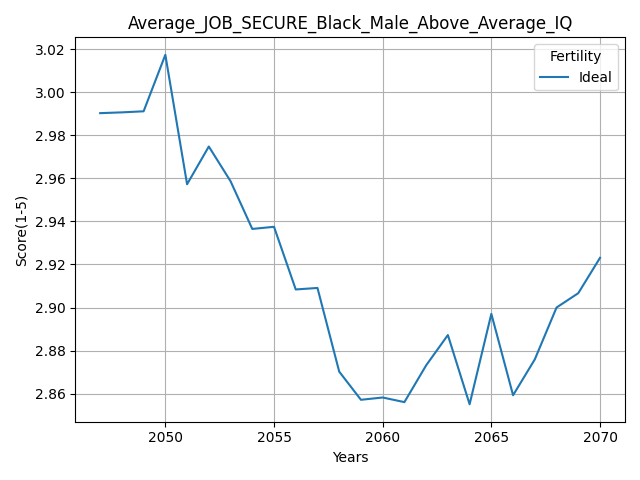 Average_JOB_SECURE_Black_Male_Above_Average_IQ
Fertility
Ideal
Score(1-5)
3.02
3.00
2.98
2.96
2.94
2.92
2.90
2.88
2.86
2050
2055
2060
2065
2070
Years